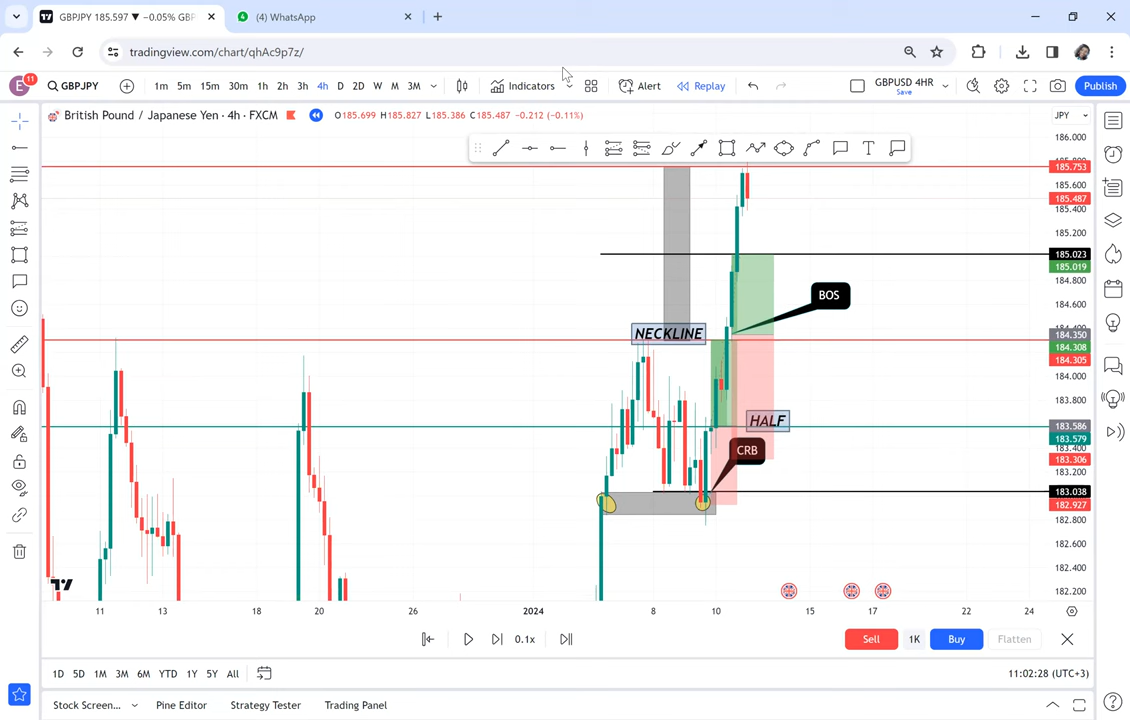 GBPJPY 185.597 ▼ −0.05% GBP
(4) WhatsApp
tradingview.com/chart/qhAc9p7z/
E 11
GBPJPY
1m 5m 15m 30m 1h 2h 3h 4h D 2D W M 3M
Indicators
Alert
Replay
GBPUSD 4HR
Save
Publish
British Pound / Japanese Yen · 4h · FXCM
O185.699 H185.827 L185.386 C185.487 −0.212 (−0.11%)
JPY
186.000
185.753
185.600
185.487
185.400
185.200
185.023
185.019
184.800
184.600
184.350
184.308
184.305
184.000
183.800
183.586
183.579
183.400
183.306
183.200
183.038
182.927
182.800
182.600
182.400
182.200
BOS
NECKLINE
HALF
CRB
11 13 18 20 26 2024 8 10 15 17 22 24
0.1x
Sell
1K
Buy
Flatten
1D 5D 1M 3M 6M YTD 1Y 5Y All
11:02:28 (UTC+3)
Stock Screen...
Pine Editor
Strategy Tester
Trading Panel